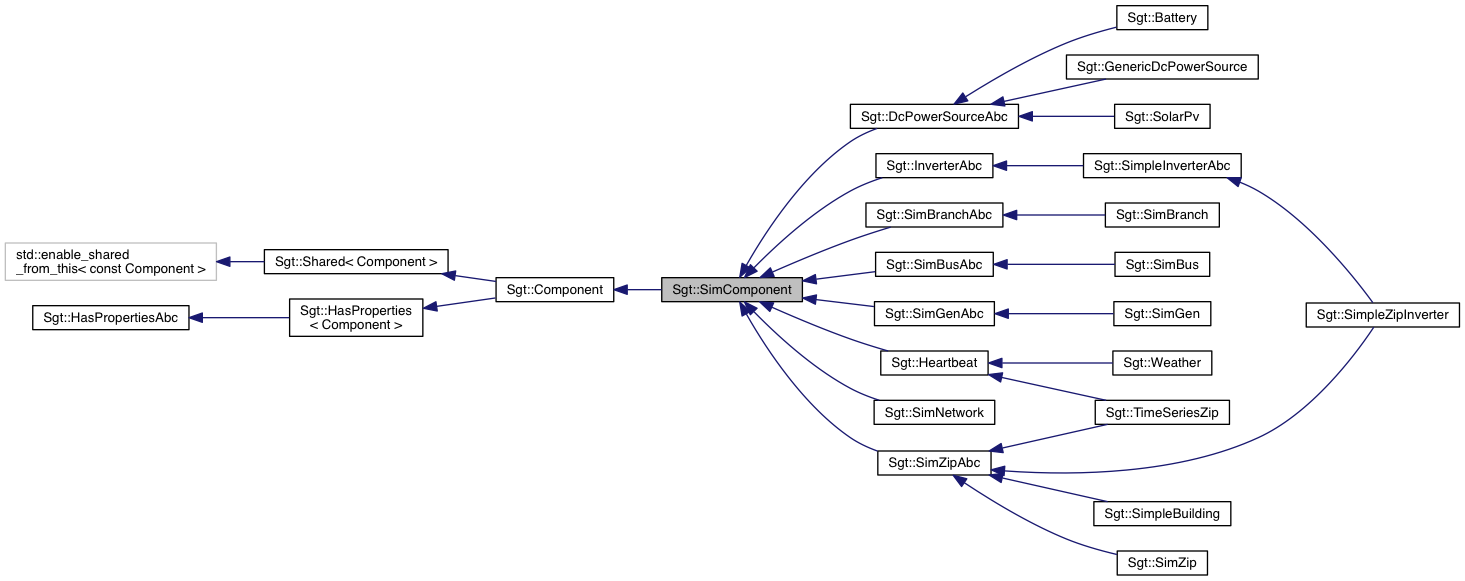 Sgt::Battery
Sgt::GenericDcPowerSource
Sgt::DcPowerSourceAbc
Sgt::SolarPv
Sgt::InverterAbc
Sgt::SimpleInverterAbc
Sgt::SimBranchAbc
Sgt::SimBranch
std::enable_shared
_from_this< const Component >
Sgt::Shared< Component >
Sgt::SimBusAbc
Sgt::SimBus
Sgt::Component
Sgt::SimComponent
Sgt::HasPropertiesAbc
Sgt::HasProperties
< Component >
Sgt::SimGenAbc
Sgt::SimGen
Sgt::SimpleZipInverter
Sgt::Heartbeat
Sgt::Weather
Sgt::SimNetwork
Sgt::TimeSeriesZip
Sgt::SimZipAbc
Sgt::SimpleBuilding
Sgt::SimZip